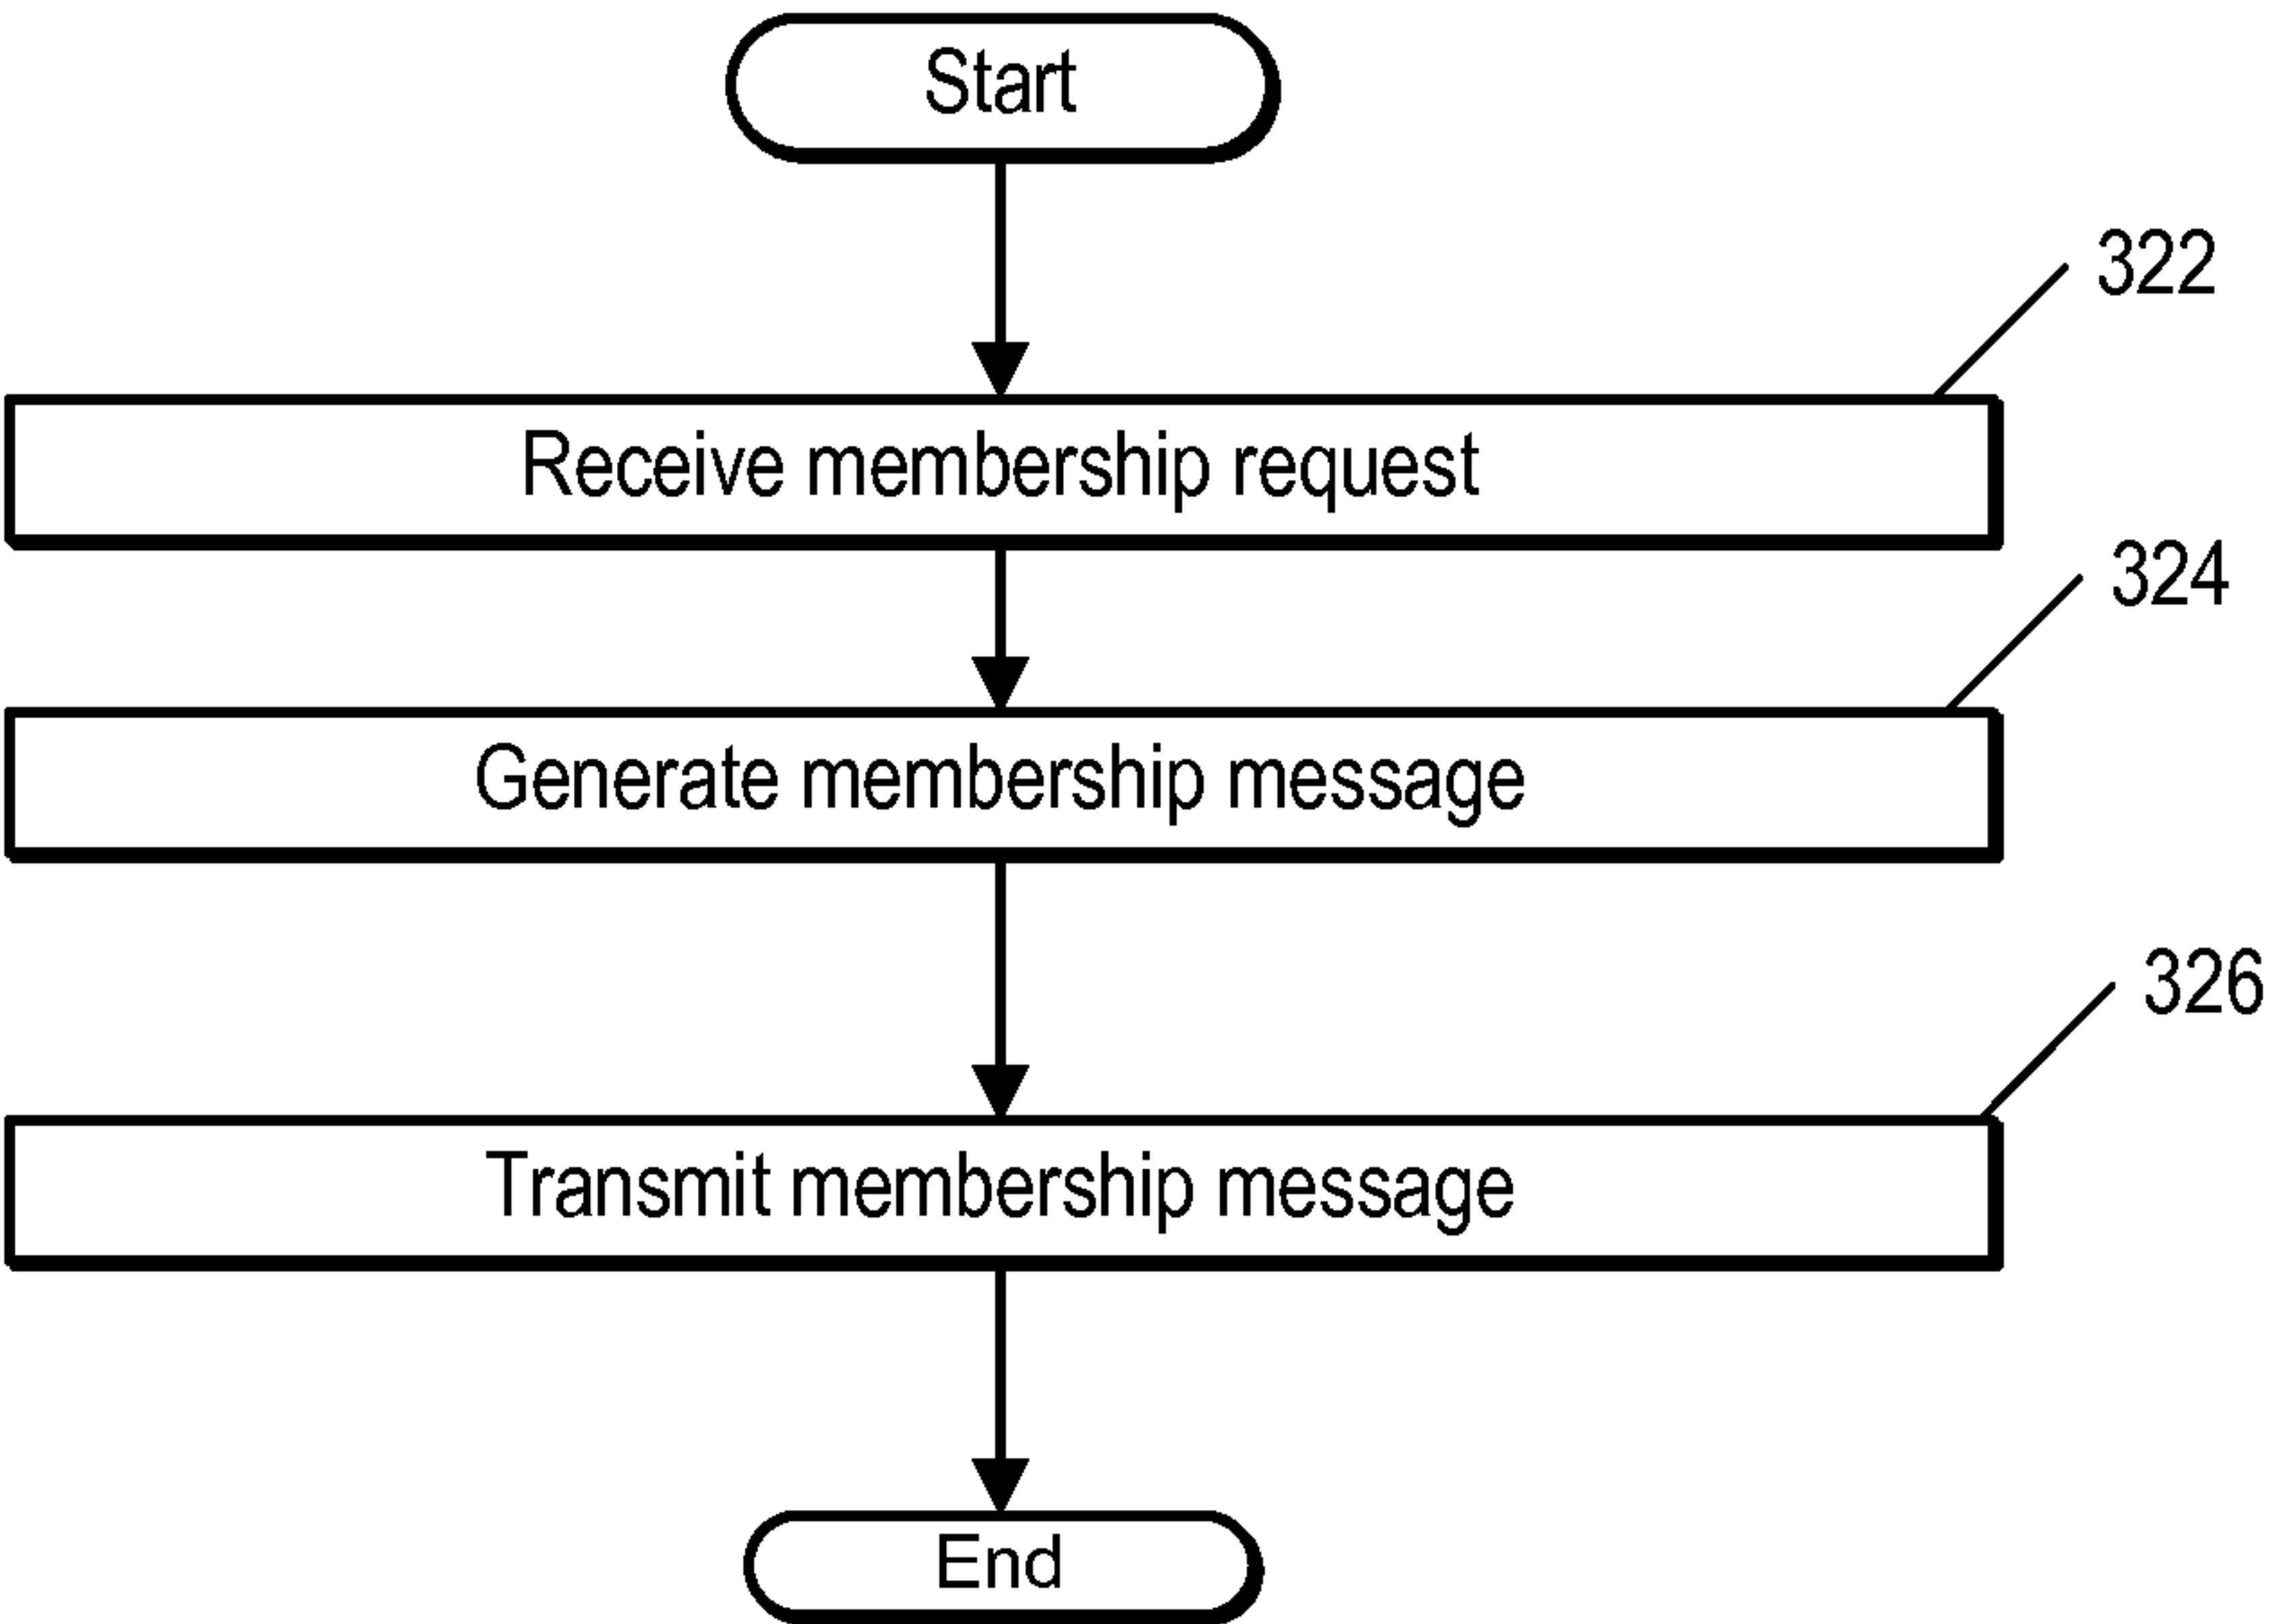 Start
322
Receive membership request
324
Generate membership message
326
Transmit membership message
End